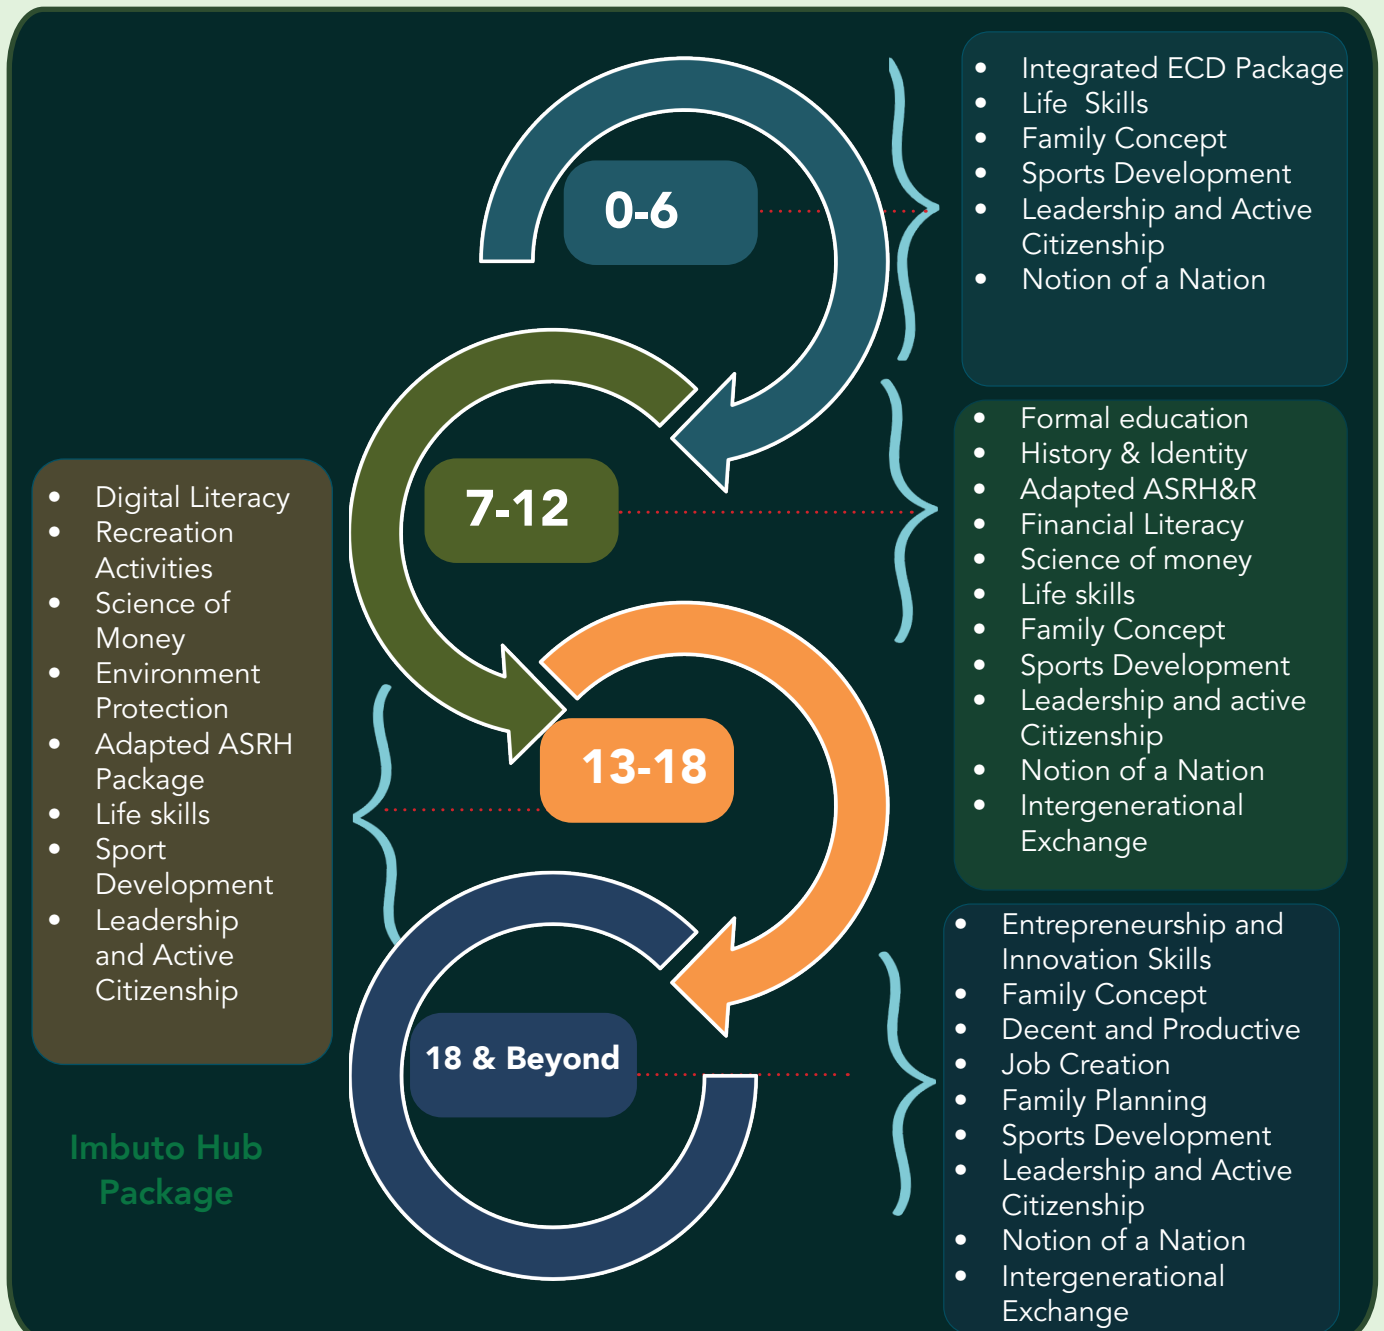 0-6
• Integrated ECD Package
• Life Skills
• Family Concept
• Sports Development
• Leadership and Active
Citizenship
• Notion of a Nation
7-12
• Formal education
• History & Identity
• Adapted ASRH&R
• Financial Literacy
• Science of money
• Life skills
• Family Concept
• Sports Development
• Leadership and active
Citizenship
• Notion of a Nation
• Intergenerational
Exchange
13-18
• Digital Literacy
• Recreation
Activities
• Science of
Money
• Environment
Protection
• Adapted ASRH
Package
• Life skills
• Sport
Development
• Leadership
and Active
Citizenship
18 & Beyond
• Entrepreneurship and
Innovation Skills
• Family Concept
• Decent and Productive
• Job Creation
• Family Planning
• Sports Development
• Leadership and Active
Citizenship
• Notion of a Nation
• Intergenerational
Exchange
Imbuto Hub
Package